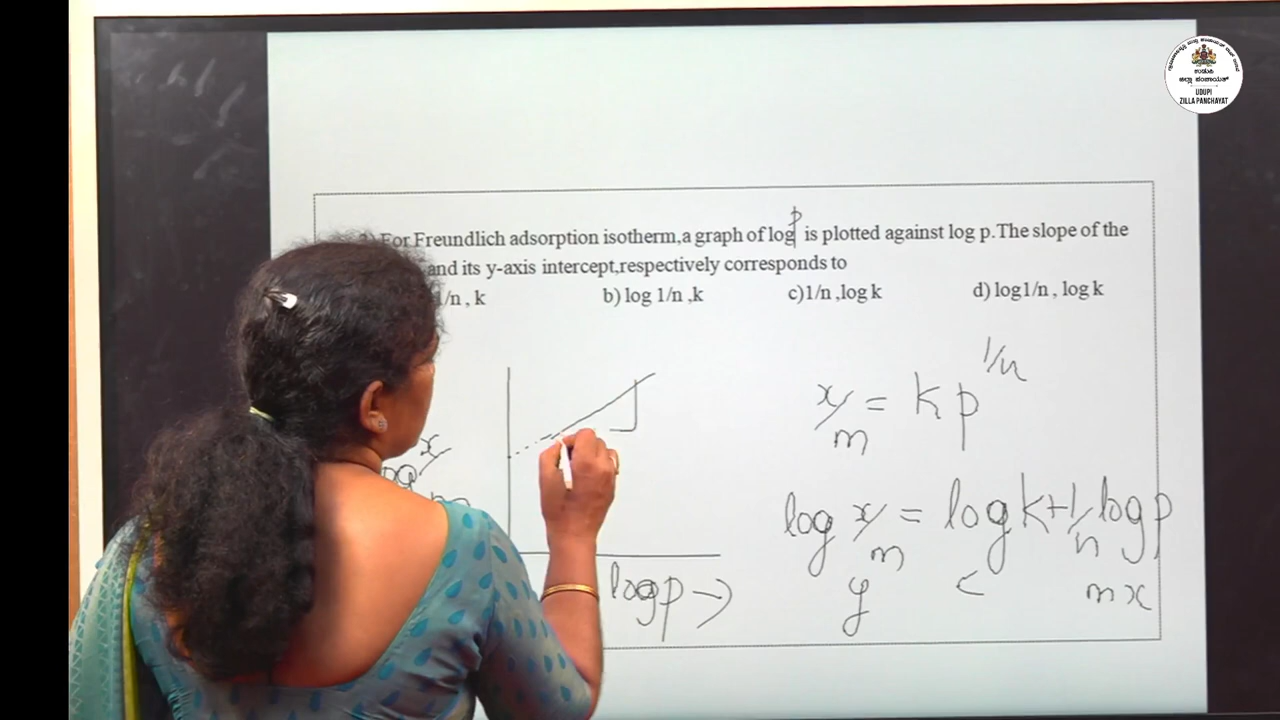 ಉಡುಪಿ
ಜಿಲ್ಲಾ ಪಂಚಾಯತ್
UDUPI
ZILLA PANCHAYAT
p
For Freundlich adsorption isotherm,a graph of log is plotted against log p.The slope of the
and its y-axis intercept,respectively corresponds to
1/n , k b) log 1/n ,k c)1/n ,log k d) log1/n , log k
x/m = k p^1/n
x/m
log x/m = log k + 1/n log p
y c mx
log p →